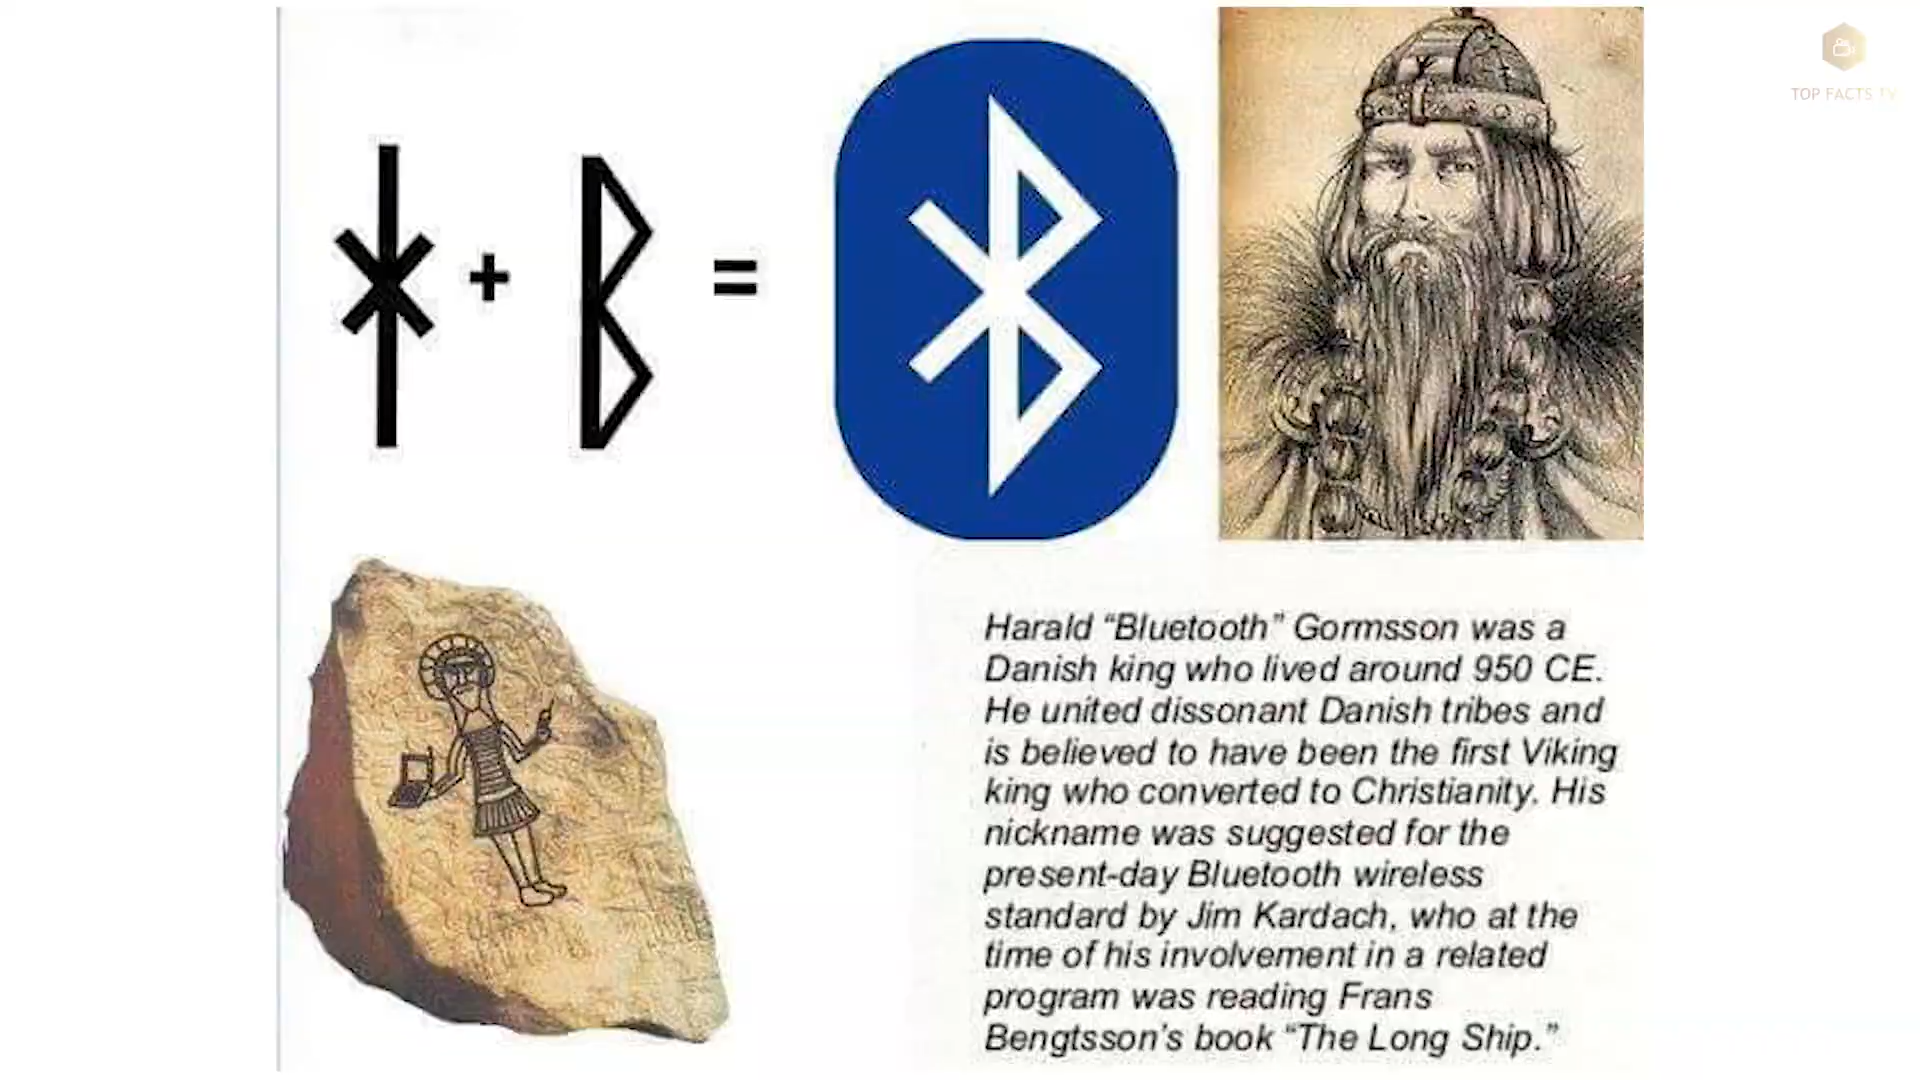 TOP FACTS TV
ᚼ + ᛒ =
Harald “Bluetooth” Gormsson was a
Danish king who lived around 950 CE.
He united dissonant Danish tribes and
is believed to have been the first Viking
king who converted to Christianity. His
nickname was suggested for the
present-day Bluetooth wireless
standard by Jim Kardach, who at the
time of his involvement in a related
program was reading Frans
Bengtsson’s book “The Long Ship.”